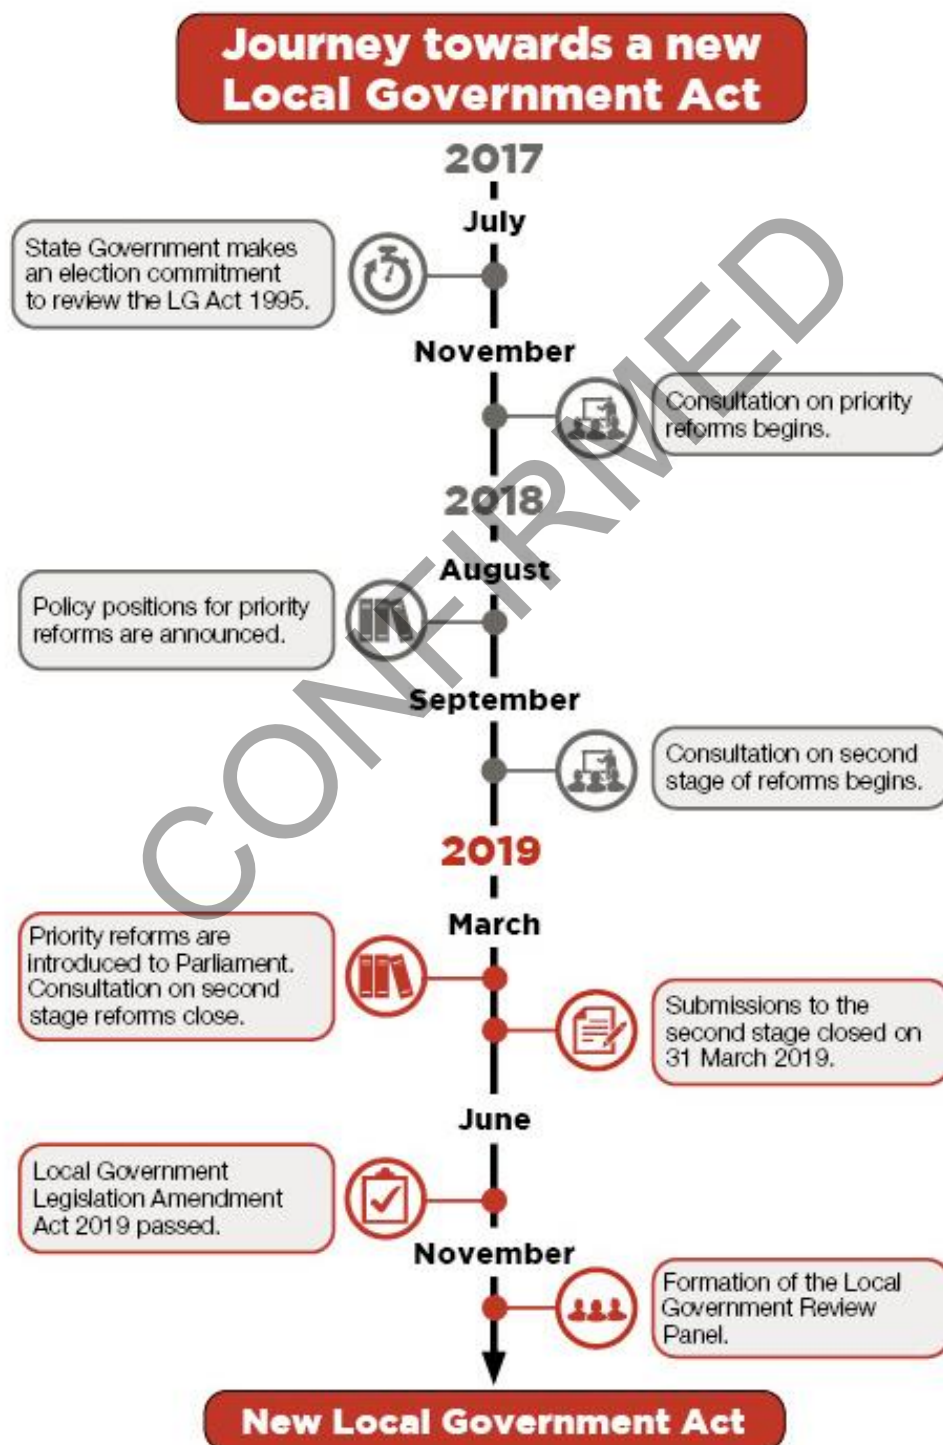 Journey towards a new
Local Government Act
2017
July
State Government makes
an election commitment
to review the LG Act 1995.
November
Consultation on priority
reforms begins.
2018
August
Policy positions for priority
reforms are announced.
September
Consultation on second
stage of reforms begins.
2019
March
Priority reforms are
introduced to Parliament.
Consultation on second
stage reforms close.
Submissions to the
second stage closed on
31 March 2019.
June
Local Government
Legislation Amendment
Act 2019 passed.
November
Formation of the Local
Government Review
Panel.
New Local Government Act
CONFIRMED